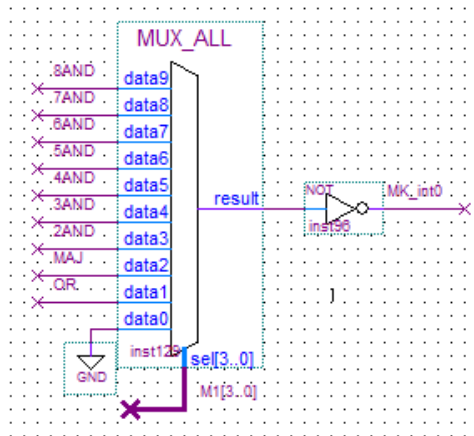 MUX_ALL
8AND
data9
7AND
data8
6AND
data7
5AND
data6
4AND
data5
3AND
data4
2AND
data3
MAJ
data2
OR
data1
data0
result
NOT
inst96
MK_int0
GND
inst129
sel[3..0]
M1[3..0]